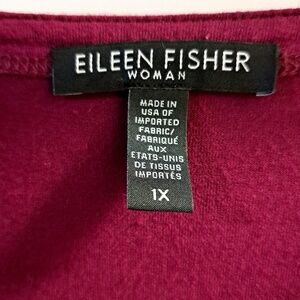 EILEEN FISHER
WOMAN
MADE IN
USA OF
IMPORTED
FABRIC/
FABRIQUÉ
AUX
ÉTATS-UNIS
DE TISSUS
IMPORTÉS
1X